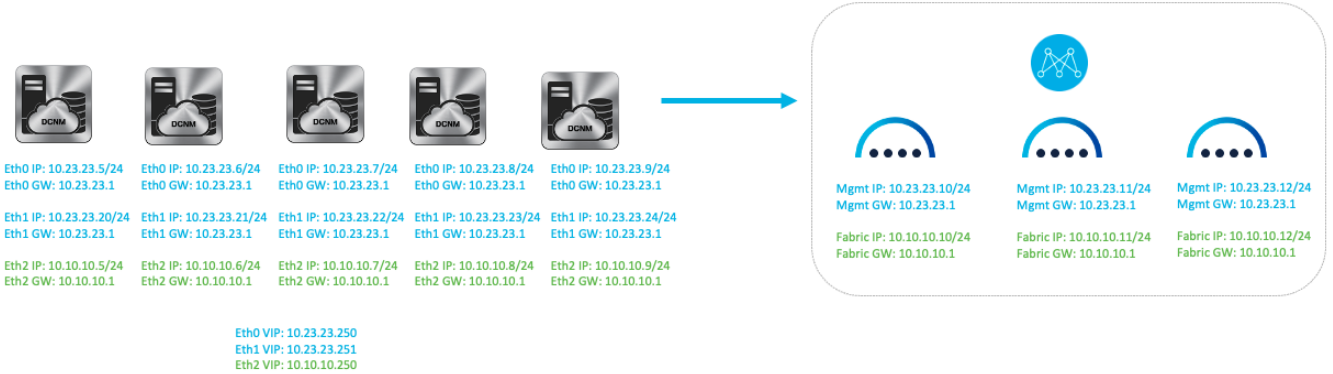 DCNM
DCNM
DCNM
DCNM
DCNM
Eth0 IP: 10.23.23.5/24
Eth0 GW: 10.23.23.1
Eth1 IP: 10.23.23.20/24
Eth1 GW: 10.23.23.1
Eth2 IP: 10.10.10.5/24
Eth2 GW: 10.10.10.1
Eth0 IP: 10.23.23.6/24
Eth0 GW: 10.23.23.1
Eth1 IP: 10.23.23.21/24
Eth1 GW: 10.23.23.1
Eth2 IP: 10.10.10.6/24
Eth2 GW: 10.10.10.1
Eth0 IP: 10.23.23.7/24
Eth0 GW: 10.23.23.1
Eth1 IP: 10.23.23.22/24
Eth1 GW: 10.23.23.1
Eth2 IP: 10.10.10.7/24
Eth2 GW: 10.10.10.1
Eth0 IP: 10.23.23.8/24
Eth0 GW: 10.23.23.1
Eth1 IP: 10.23.23.23/24
Eth1 GW: 10.23.23.1
Eth2 IP: 10.10.10.8/24
Eth2 GW: 10.10.10.1
Eth0 IP: 10.23.23.9/24
Eth0 GW: 10.23.23.1
Eth1 IP: 10.23.23.24/24
Eth1 GW: 10.23.23.1
Eth2 IP: 10.10.10.9/24
Eth2 GW: 10.10.10.1
Eth0 VIP: 10.23.23.250
Eth1 VIP: 10.23.23.251
Eth2 VIP: 10.10.10.250
Mgmt IP: 10.23.23.10/24
Mgmt GW: 10.23.23.1
Fabric IP: 10.10.10.10/24
Fabric GW: 10.10.10.1
Mgmt IP: 10.23.23.11/24
Mgmt GW: 10.23.23.1
Fabric IP: 10.10.10.11/24
Fabric GW: 10.10.10.1
Mgmt IP: 10.23.23.12/24
Mgmt GW: 10.23.23.1
Fabric IP: 10.10.10.12/24
Fabric GW: 10.10.10.1